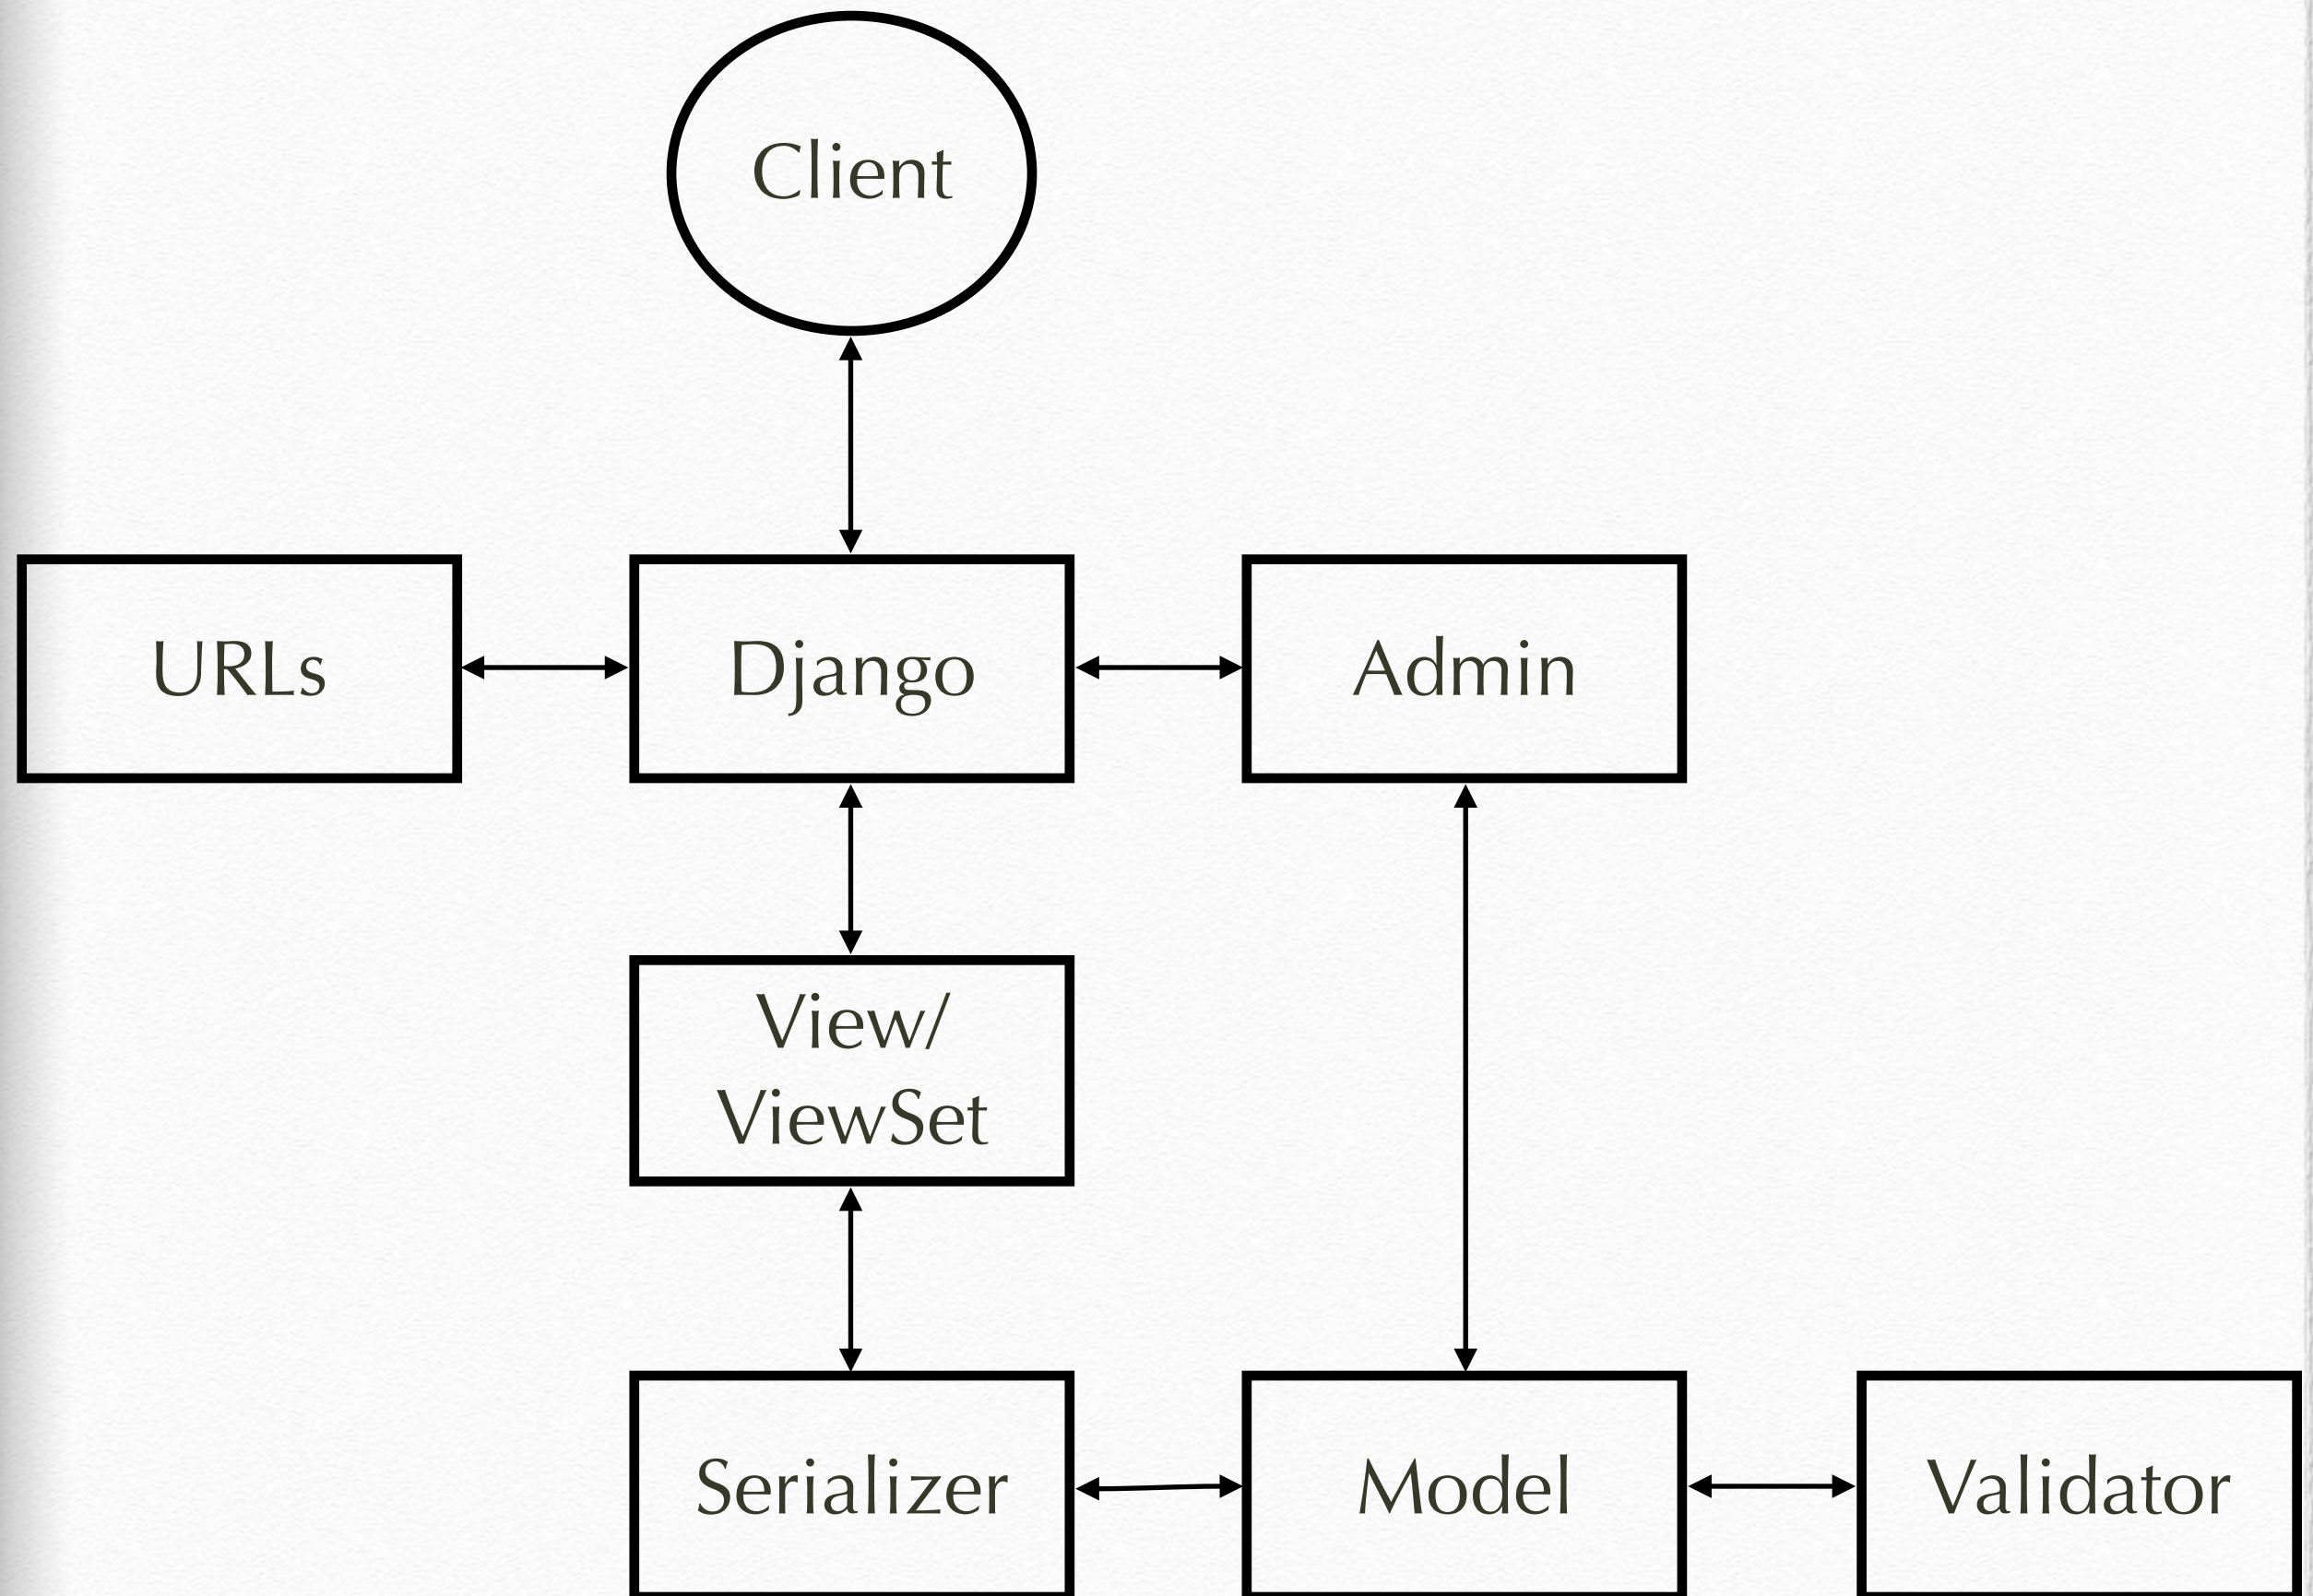 Client
URLs
Django
Admin
View/
ViewSet
Serializer
Model
Validator